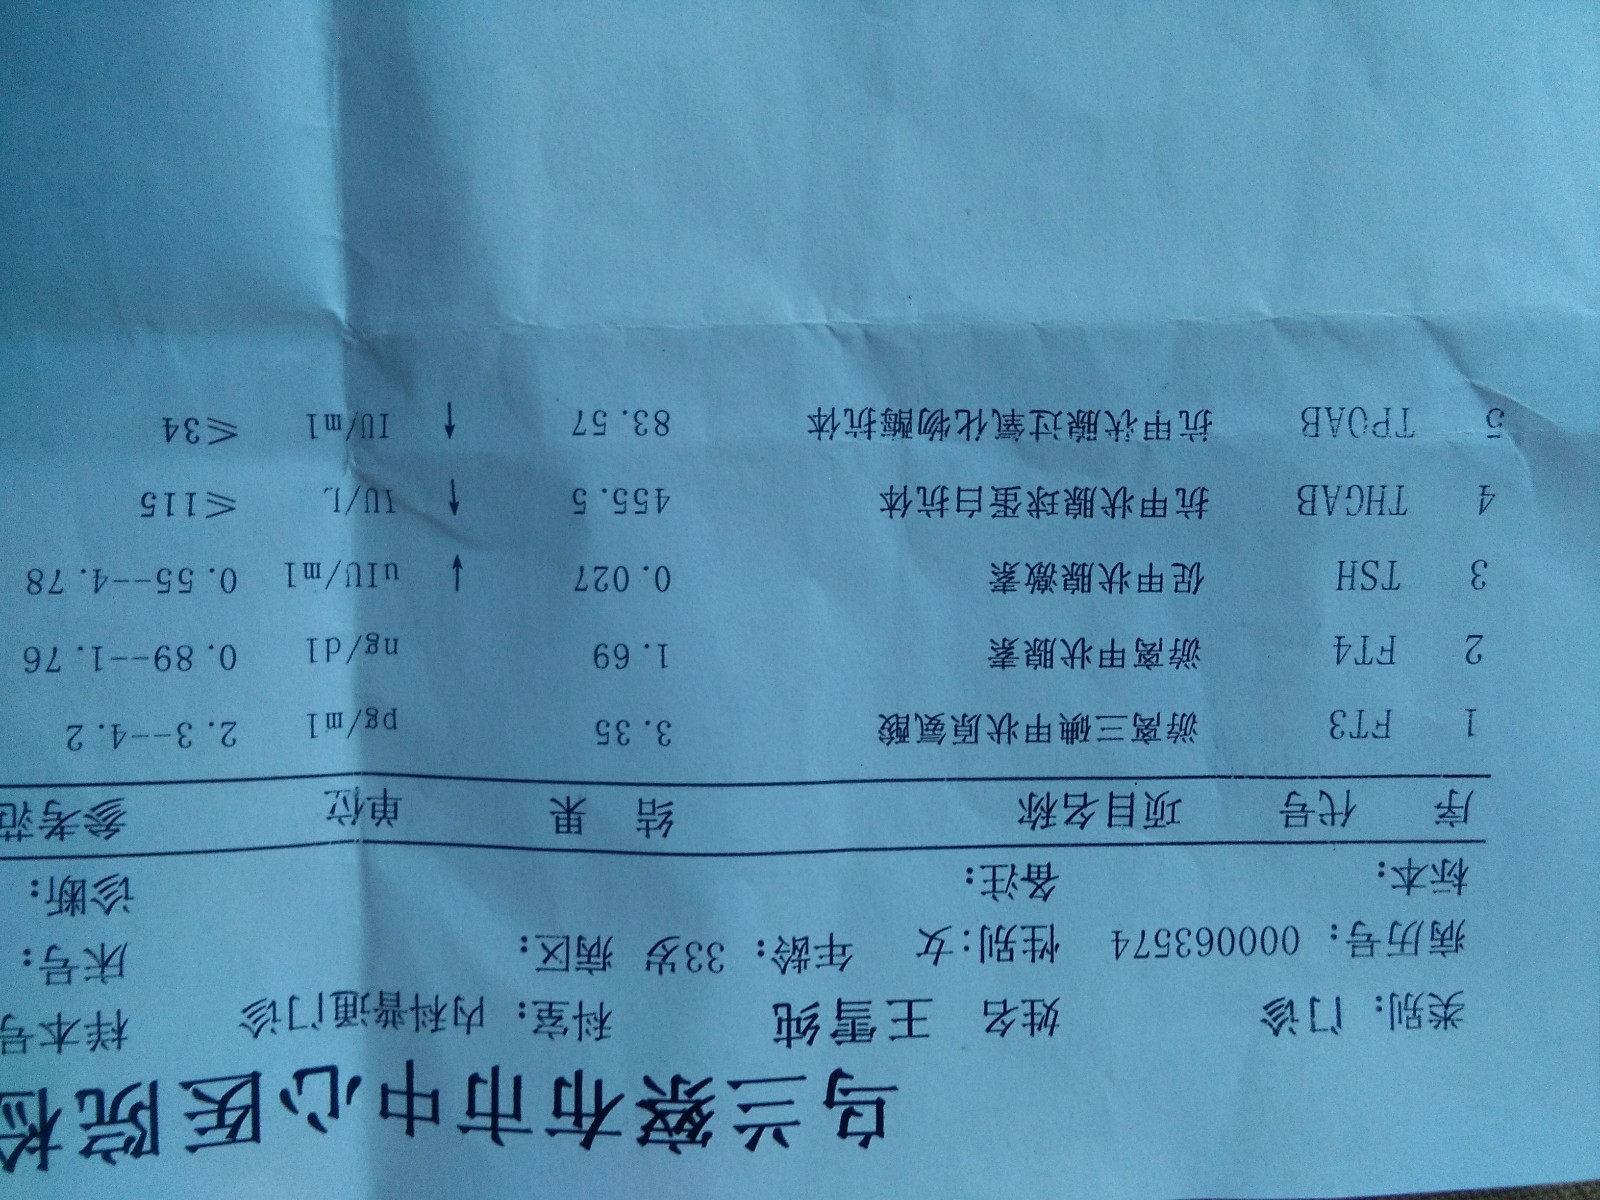 乌兰察布市中心医院检
类别: 门诊 姓名 王雪纯 科室: 内科普通门诊 样本号
病历号: 000063574 性别:女 年龄: 33岁 病区: 床号:
标本: 备注: 诊断:
序 代号 项目名称 结 果 单位 参考范
1 FT3 游离三碘甲状原氨酸 3.35 pg/ml 2.3--4.2
2 FT4 游离甲状腺素 1.69 ng/dl 0.89--1.76
3 TSH 促甲状腺激素 0.027 ↓ uIU/ml 0.55--4.78
4 THGAB 抗甲状腺球蛋白抗体 455.5 ↑ IU/L ≤115
5 TPOAB 抗甲状腺过氧化物酶抗体 83.57 ↑ IU/ml ≤34